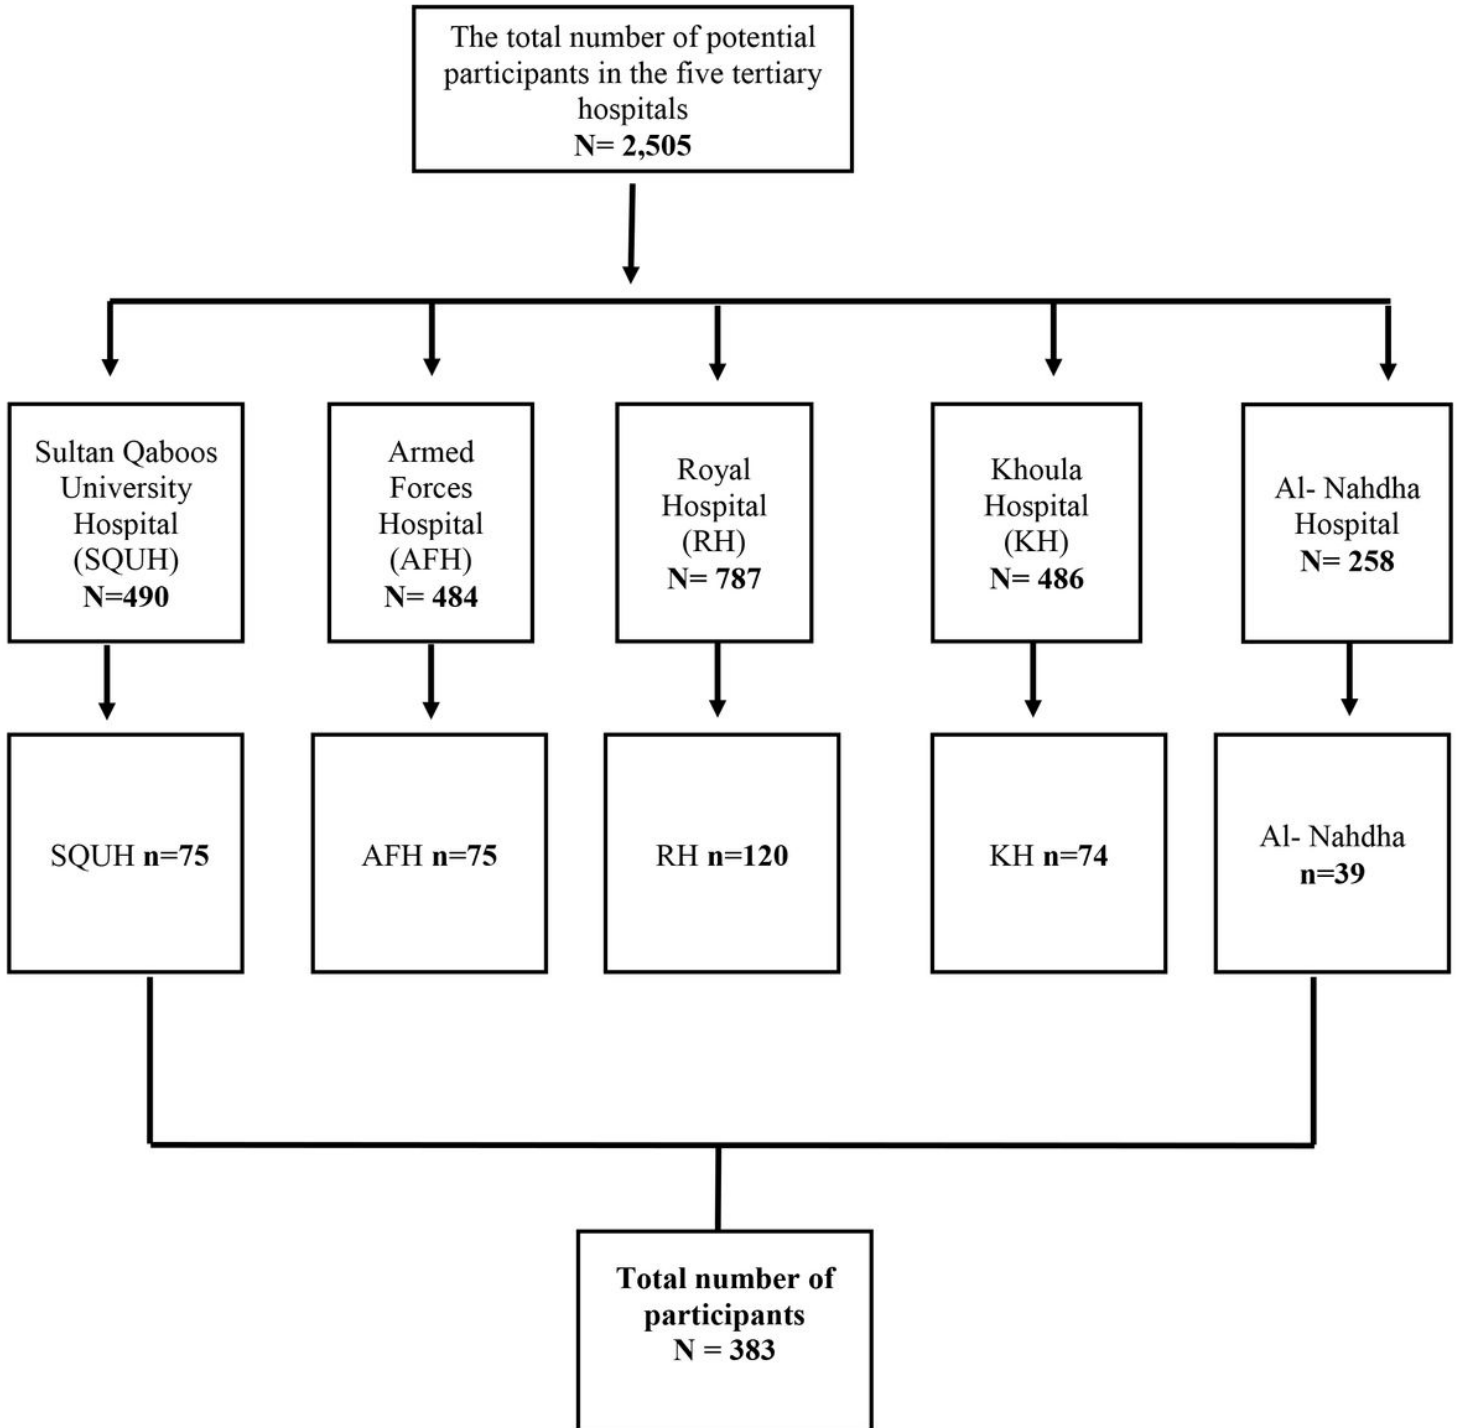 The total number of potential
participants in the five tertiary
hospitals
N= 2,505
Sultan Qaboos
University
Hospital
(SQUH)
N=490
Armed
Forces
Hospital
(AFH)
N= 484
Royal
Hospital
(RH)
N= 787
Khoula
Hospital
(KH)
N= 486
Al- Nahdha
Hospital
N= 258
SQUH n=75
AFH n=75
RH n=120
KH n=74
Al- Nahdha
n=39
Total number of
participants
N = 383